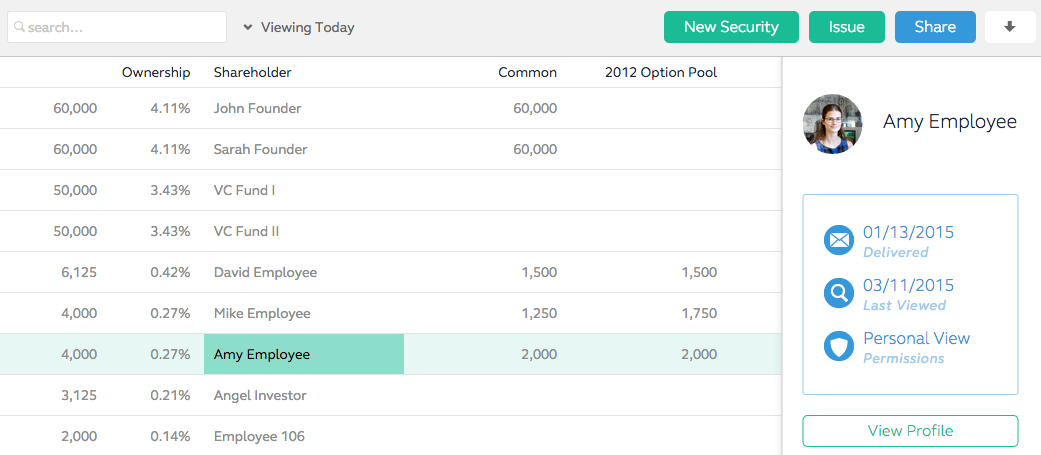 search...
Viewing Today
New Security
Issue
Share
Ownership Shareholder Common 2012 Option Pool
60,000 4.11% John Founder 60,000
60,000 4.11% Sarah Founder 60,000
50,000 3.43% VC Fund I
50,000 3.43% VC Fund II
6,125 0.42% David Employee 1,500 1,500
4,000 0.27% Mike Employee 1,250 1,750
4,000 0.27% Amy Employee 2,000 2,000
3,125 0.21% Angel Investor
2,000 0.14% Employee 106
Amy Employee
01/13/2015
Delivered
03/11/2015
Last Viewed
Personal View
Permissions
View Profile